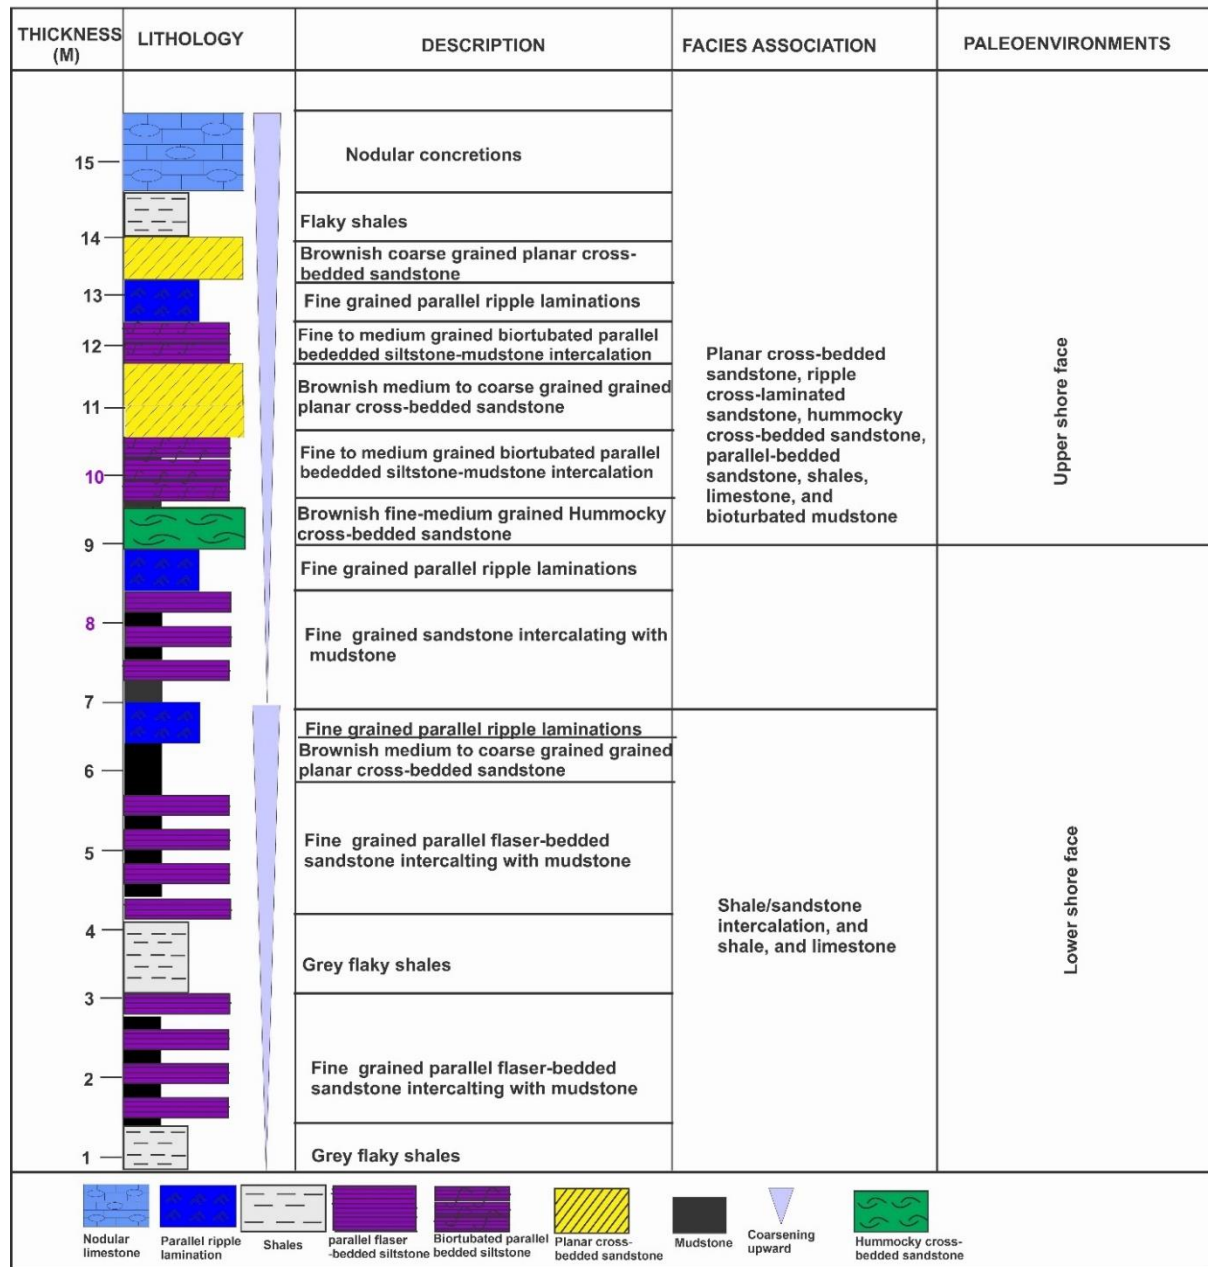 THICKNESS
(M)
LITHOLOGY
DESCRIPTION
FACIES ASSOCIATION
PALEOENVIRONMENTS
15
Nodular concretions
Flaky shales
14
Brownish coarse grained planar cross-
bedded sandstone
13
Fine grained parallel ripple laminations
12
Fine to medium grained biortubated parallel
bededded siltstone-mudstone intercalation
11
Brownish medium to coarse grained grained
planar cross-bedded sandstone
10
Fine to medium grained biortubated parallel
bededded siltstone-mudstone intercalation
Brownish fine-medium grained Hummocky
cross-bedded sandstone
9
Fine grained parallel ripple laminations
8
Fine grained sandstone intercalating with
mudstone
7
Fine grained parallel ripple laminations
6
Brownish medium to coarse grained grained
planar cross-bedded sandstone
5
Fine grained parallel flaser-bedded
sandstone intercalting with mudstone
4
Grey flaky shales
3
2
Fine grained parallel flaser-bedded
sandstone intercalting with mudstone
1
Grey flaky shales
Planar cross-bedded
sandstone, ripple
cross-laminated
sandstone, hummocky
cross-bedded sandstone,
parallel-bedded
sandstone, shales,
limestone, and
bioturbated mudstone
Shale/sandstone
intercalation, and
shale, and limestone
Upper shore face
Lower shore face
Nodular
limestone
Parallel ripple
lamination
Shales
parallel flaser
-bedded siltstone
Biortubated parallel
bedded siltstone
Planar cross-
bedded sandstone
Mudstone
Coarsening
upward
Hummocky cross-
bedded sandstone